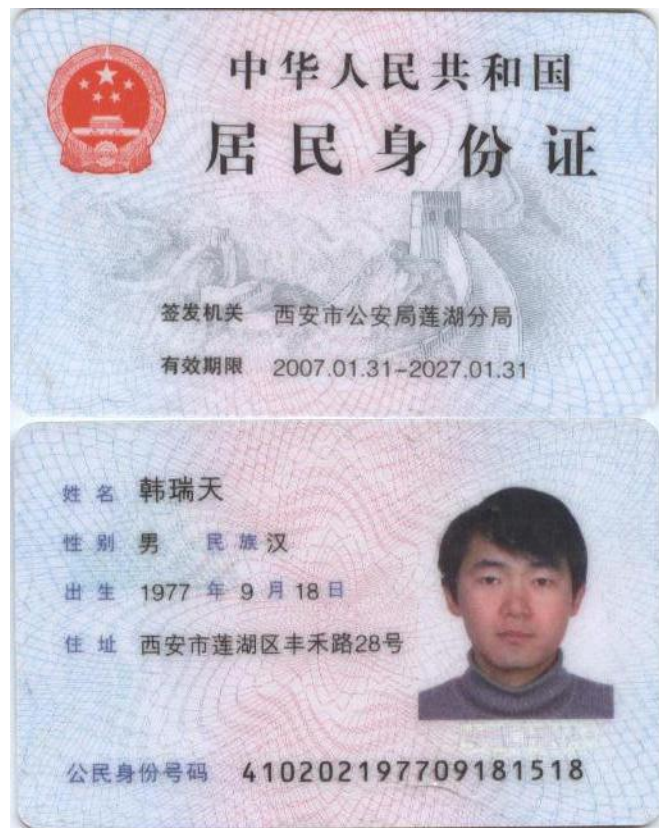 中华人民共和国
居民身份证
签发机关 西安市公安局莲湖分局
有效期限 2007.01.31-2027.01.31
姓名 韩瑞天
性别 男 民族 汉
出生 1977 年 9 月 18 日
住址 西安市莲湖区丰禾路28号
公民身份号码 410202197709181518